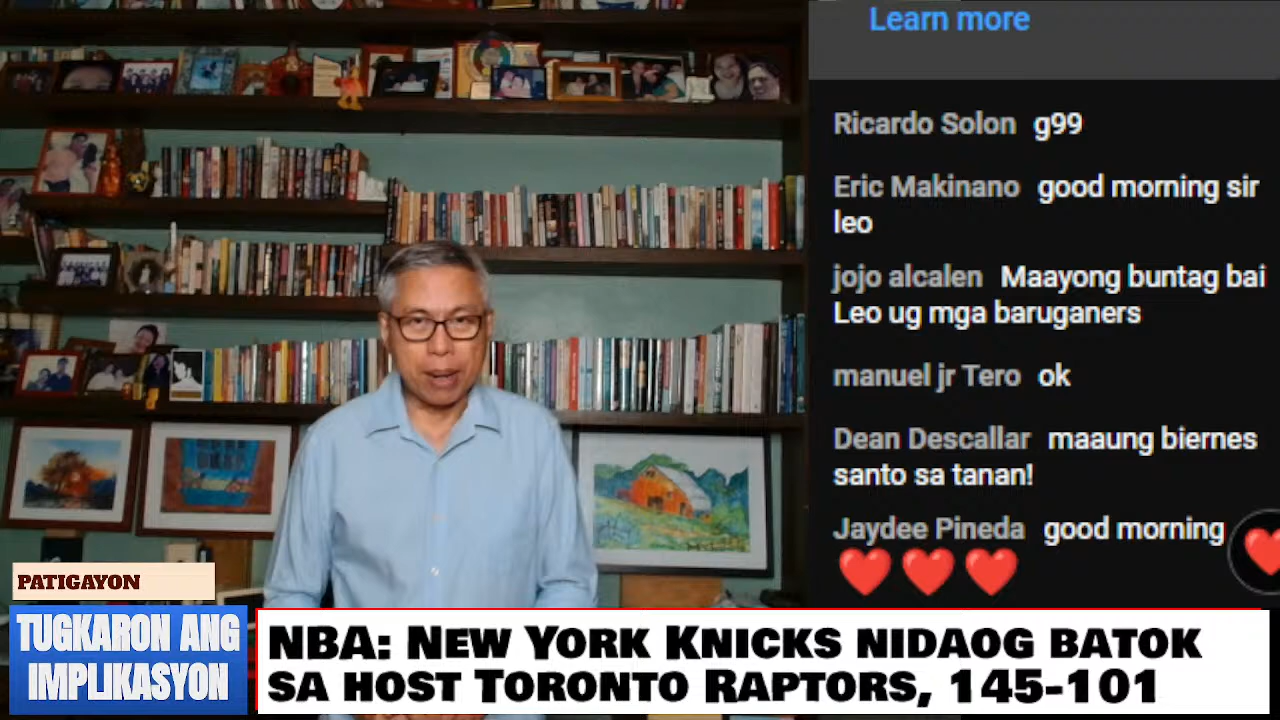 Learn more
Ricardo Solon g99
Eric Makinano good morning sir
leo
jojo alcalen Maayong buntag bai
Leo ug mga baruganers
manuel jr Tero ok
Dean Descallar maaung biernes
santo sa tanan!
Jaydee Pineda good morning
❤️❤️❤️
PATIGAYON
TUGKARON ANG
IMPLIKASYON
NBA: NEW YORK KNICKS NIDAOG BATOK
SA HOST TORONTO RAPTORS, 145-101